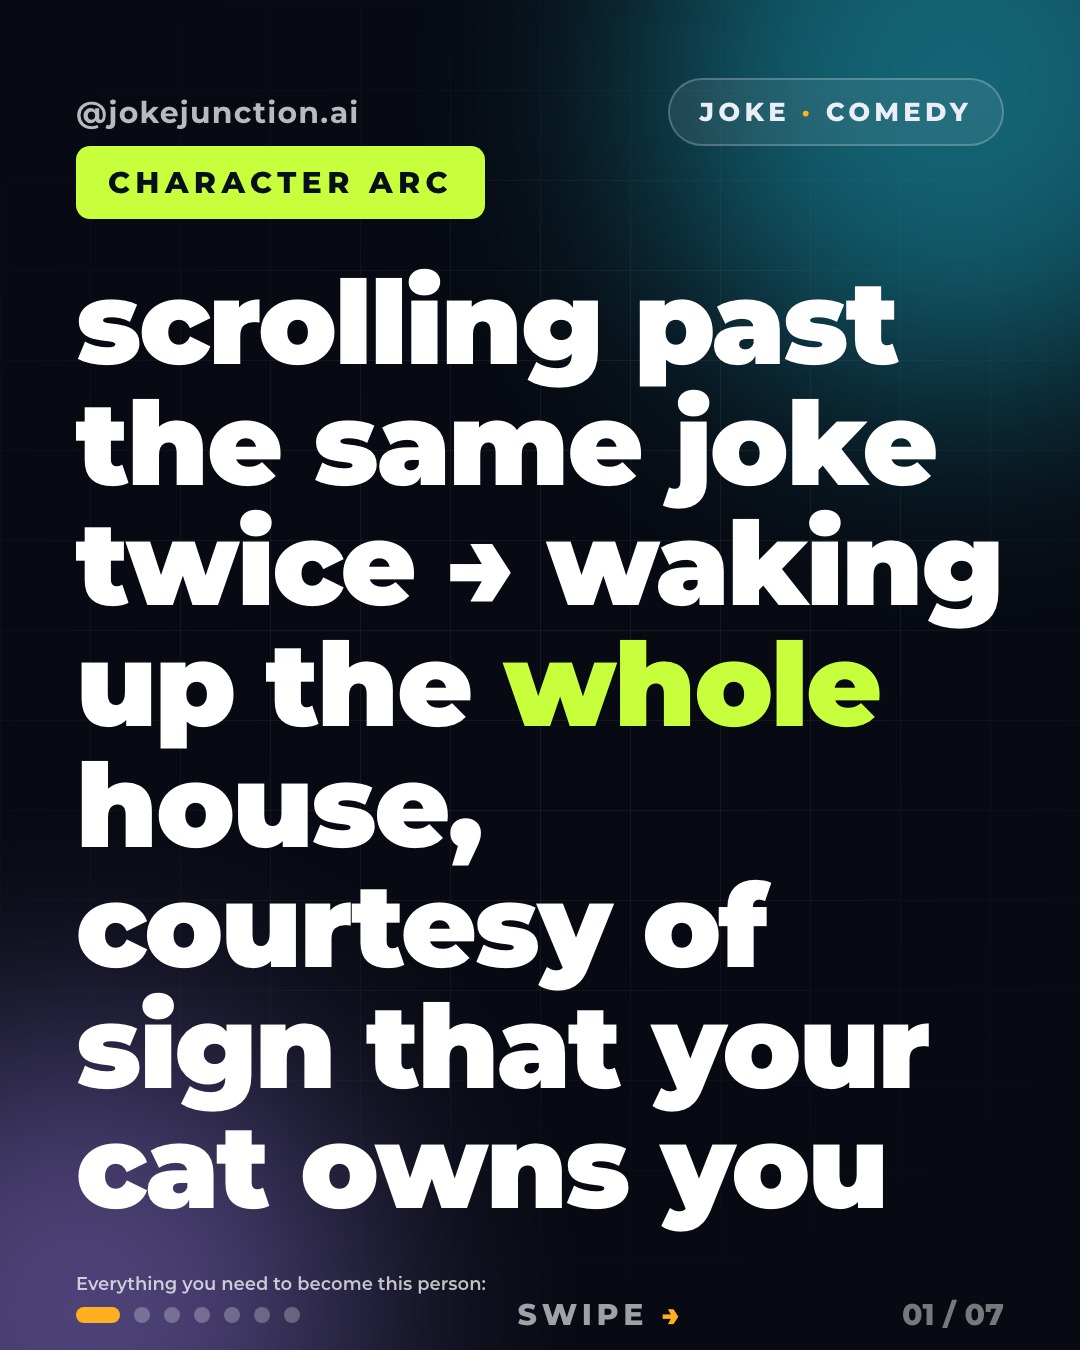 @jokejunction.ai
JOKE • COMEDY
CHARACTER ARC
scrolling past
the same joke
twice → waking
up the whole
house,
courtesy of
sign that your
cat owns you
Everything you need to become this person:
SWIPE →
01 / 07